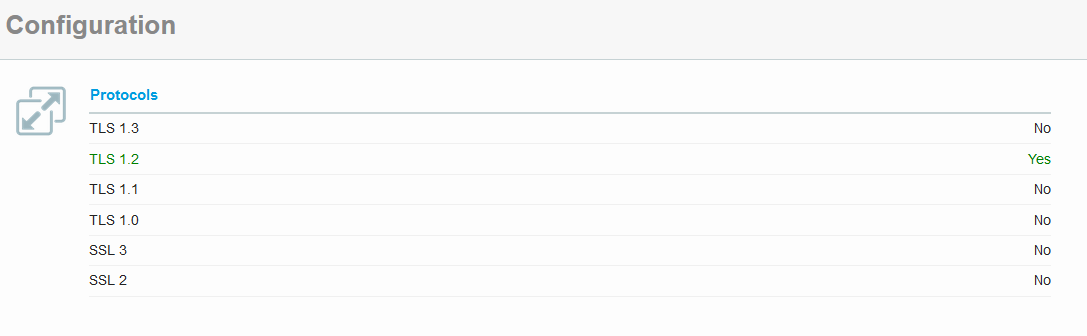 Configuration
Protocols
TLS 1.3 No
TLS 1.2 Yes
TLS 1.1 No
TLS 1.0 No
SSL 3 No
SSL 2 No